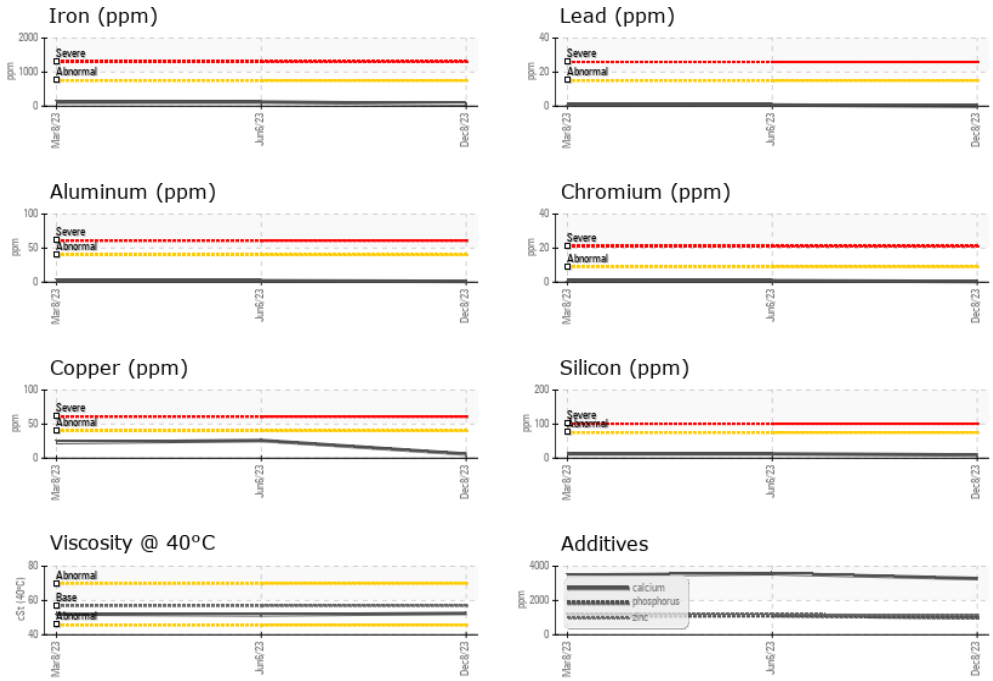 Iron (ppm)
2000
1000
0
ppm
Severe
Abnormal
Mar8/23
Jun6/23
Dec8/23
Lead (ppm)
40
20
0
ppm
Severe
Abnormal
Mar8/23
Jun6/23
Dec8/23
Aluminum (ppm)
100
50
0
ppm
Severe
Abnormal
Mar8/23
Jun6/23
Dec8/23
Chromium (ppm)
40
20
0
ppm
Severe
Abnormal
Mar8/23
Jun6/23
Dec8/23
Copper (ppm)
100
50
0
ppm
Severe
Abnormal
Mar8/23
Jun6/23
Dec8/23
Silicon (ppm)
200
100
0
ppm
Severe
Abnormal
Mar8/23
Jun6/23
Dec8/23
Viscosity @ 40°C
80
60
40
cSt (40°C)
Abnormal
Base
Abnormal
Mar8/23
Jun6/23
Dec8/23
Additives
4000
2000
0
ppm
calcium
phosphorus
zinc
Mar8/23
Jun6/23
Dec8/23